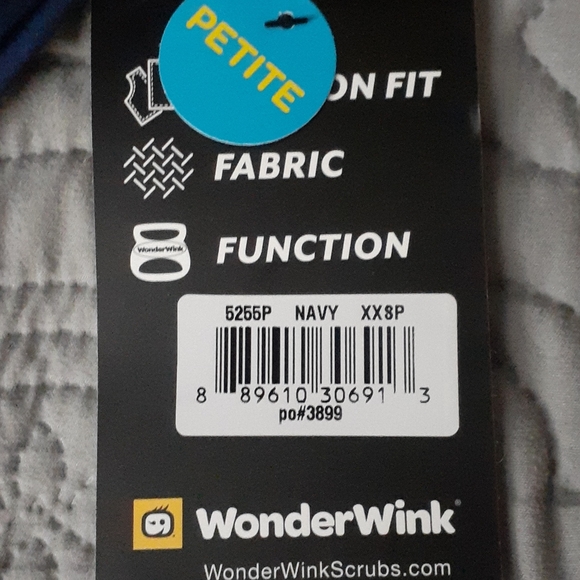 PETITE
ON FIT
FABRIC
WonderWink
FUNCTION
5255P NAVY XXSP
8 89610 30691 3
po#3899
WonderWink®
WonderWinkScrubs.com